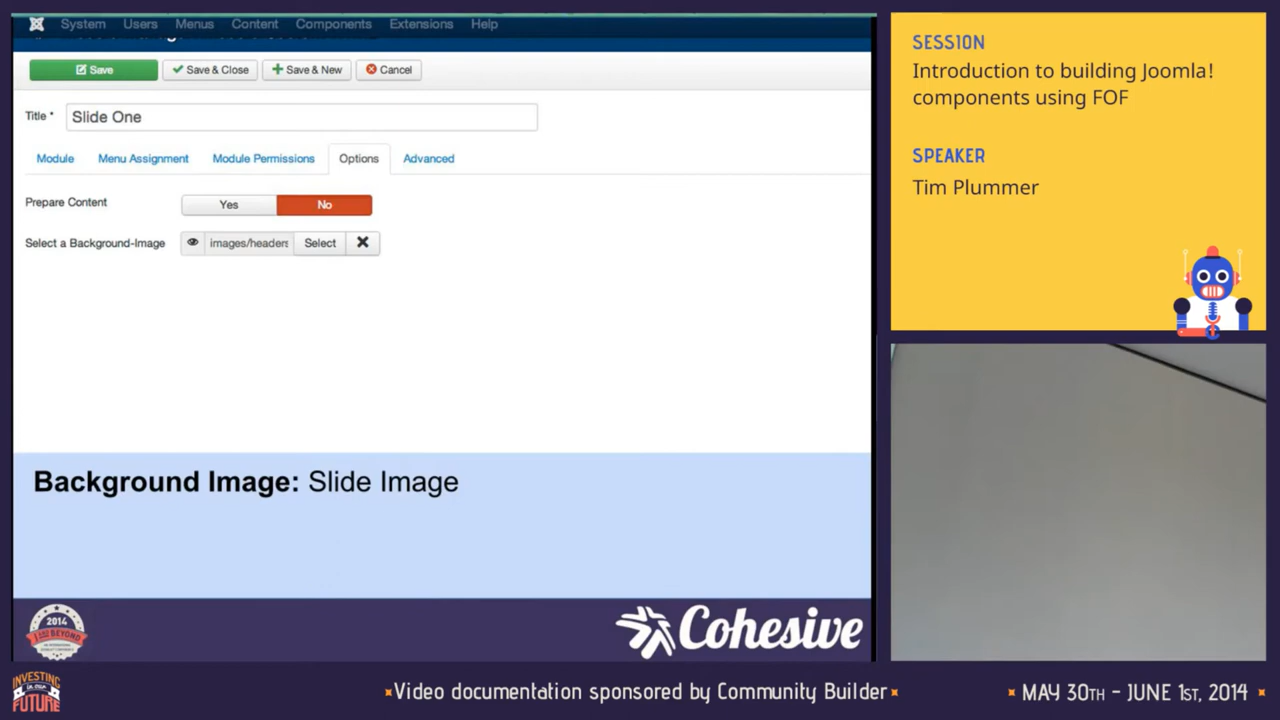 System Users Menus Content Components Extensions Help
Save Save & Close Save & New Cancel
Title * Slide One
Module Menu Assignment Module Permissions Options Advanced
Prepare Content Yes No
Select a Background-Image images/headers Select
Background Image: Slide Image
2014
Cohesive
SESSION
Introduction to building Joomla!
components using FOF
SPEAKER
Tim Plummer
INVESTING
IN OUR
FUTURE
Video documentation sponsored by Community Builder
MAY 30TH - JUNE 1ST, 2014